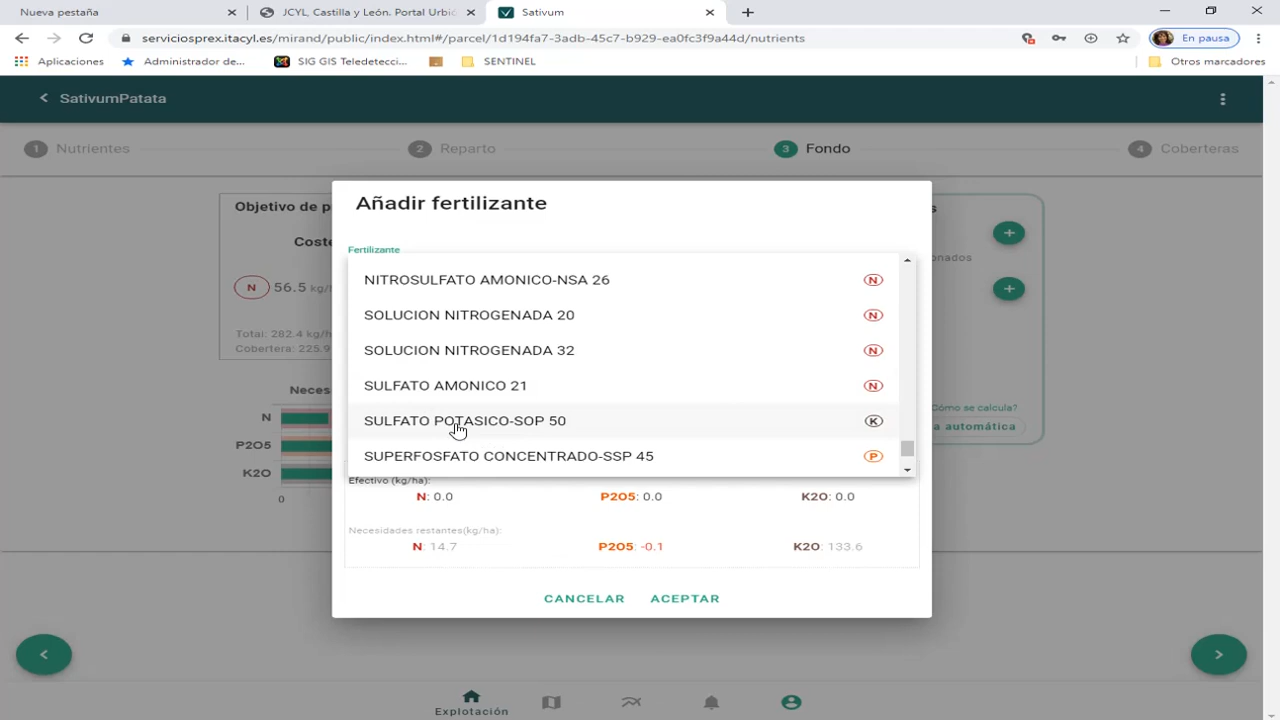 Nueva pestaña
JCYL, Castilla y León. Portal Urbi
Sativum
serviciosprex.itacyl.es/mirand/public/index.html#/parcel/1d194fa7-3adb-45c7-b929-ea0fc3f9a44d/nutrients
En pausa
Aplicaciones
Administrador de...
SIG GIS Teledetecci...
SENTINEL
Otros marcadores
SativumPatata
1 Nutrientes
2 Reparto
3 Fondo
4 Coberteras
Objetivo de p
Coste
N 56.5 kg/h
Total: 282.4 kg/h
Cobertera: 225.9
Neces
N
P2O5
K2O
0
s
onados
Cómo se calcula?
a automática
Añadir fertilizante
Fertilizante
NITROSULFATO AMONICO-NSA 26 N
SOLUCION NITROGENADA 20 N
SOLUCION NITROGENADA 32 N
SULFATO AMONICO 21 N
SULFATO POTASICO-SOP 50 K
SUPERFOSFATO CONCENTRADO-SSP 45 P
Efectivo (kg/ha):
N: 0.0 P2O5: 0.0 K2O: 0.0
Necesidades restantes(kg/ha):
N: 14.7 P2O5: -0.1 K2O: 133.6
CANCELAR ACEPTAR
Explotación